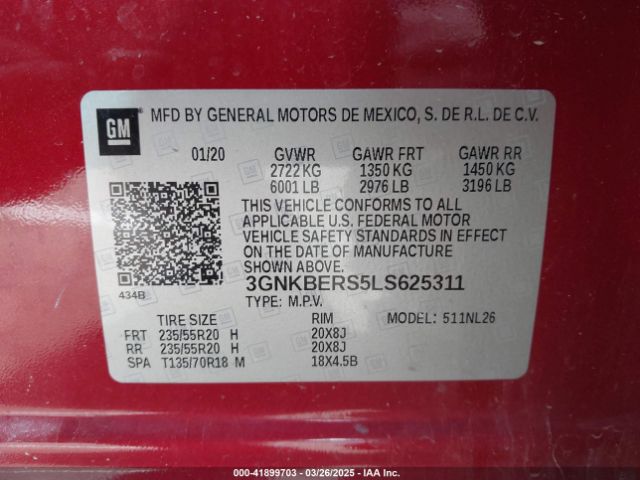 GM
MFD BY GENERAL MOTORS DE MEXICO, S. DE R.L. DE C.V.
01/20 GVWR GAWR FRT GAWR RR
2722 KG 1350 KG 1450 KG
6001 LB 2976 LB 3196 LB
THIS VEHICLE CONFORMS TO ALL
APPLICABLE U.S. FEDERAL MOTOR
VEHICLE SAFETY STANDARDS IN EFFECT
ON THE DATE OF MANUFACTURE
SHOWN ABOVE.
434B
3GNKBERS5LS625311
TYPE: M.P.V.
TIRE SIZE RIM MODEL: 511NL26
FRT 235/55R20 H 20X8J
RR 235/55R20 H 20X8J
SPA T135/70R18 M 18X4.5B
000-41899703 — 03/26/2025 — IAA Inc.